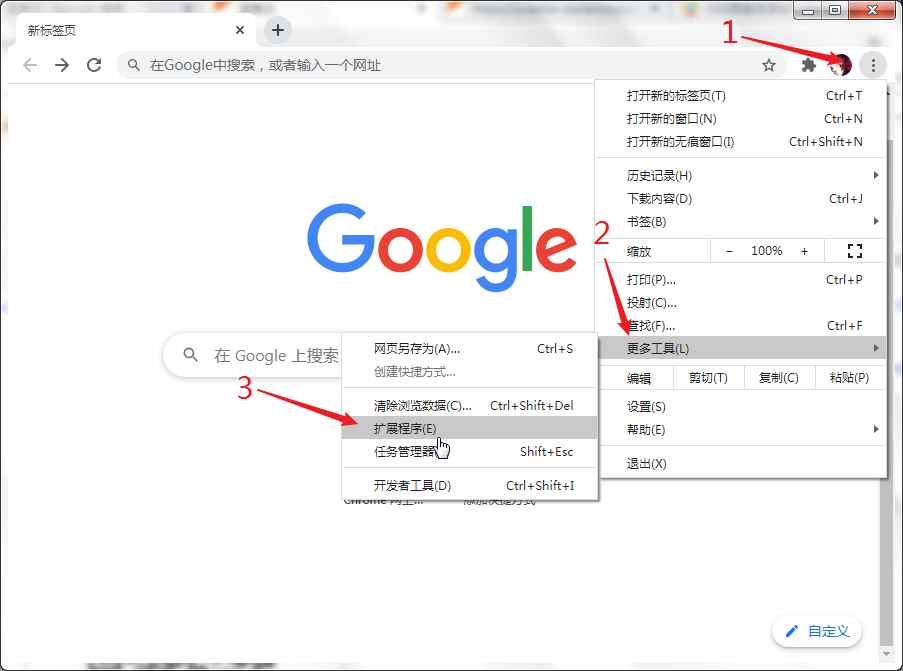 新标签页
1
在Google中搜索，或者输入一个网址
打开新的标签页(T) Ctrl+T
打开新的窗口(N) Ctrl+N
打开新的无痕窗口(I) Ctrl+Shift+N
历史记录(H)
下载内容(D) Ctrl+J
书签(B)
2
缩放 − 100% +
打印(P)... Ctrl+P
投射(C)...
查找(F)... Ctrl+F
更多工具(L)
编辑 剪切(T) 复制(C) 粘贴(P)
设置(S)
帮助(E)
退出(X)
Google
在 Google 上搜索
网页另存为(A)... Ctrl+S
创建快捷方式...
3
清除浏览数据(C)... Ctrl+Shift+Del
扩展程序(E)
任务管理器 Shift+Esc
开发者工具(D) Ctrl+Shift+I
Chrome 网上... 添加快捷方式
自定义